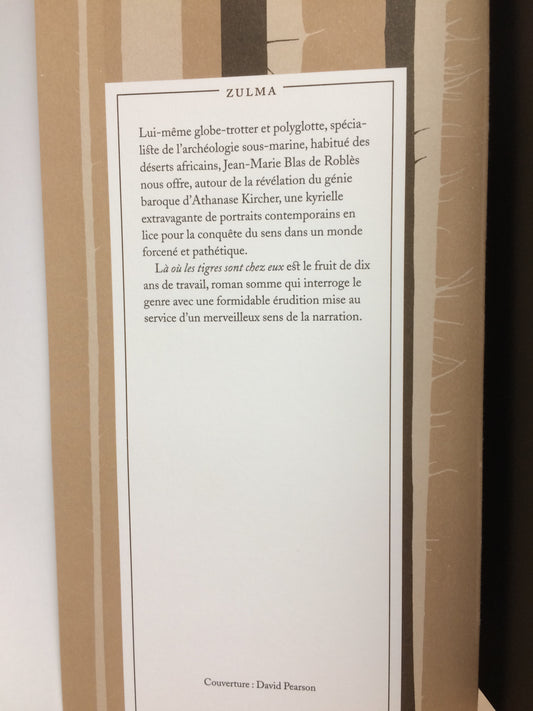 ZULMA
Lui-même globe-trotter et polyglotte, spécia-
liste de l’archéologie sous-marine, habitué des
déserts africains, Jean-Marie Blas de Roblès
nous offre, autour de la révélation du génie
baroque d’Athanase Kircher, une kyrielle
extravagante de portraits contemporains en
lice pour la conquête du sens dans un monde
forcené et pathétique.
Là où les tigres sont chez eux est le fruit de dix
ans de travail, roman somme qui interroge le
genre avec une formidable érudition mise au
service d’un merveilleux sens de la narration.
Couverture : David Pearson